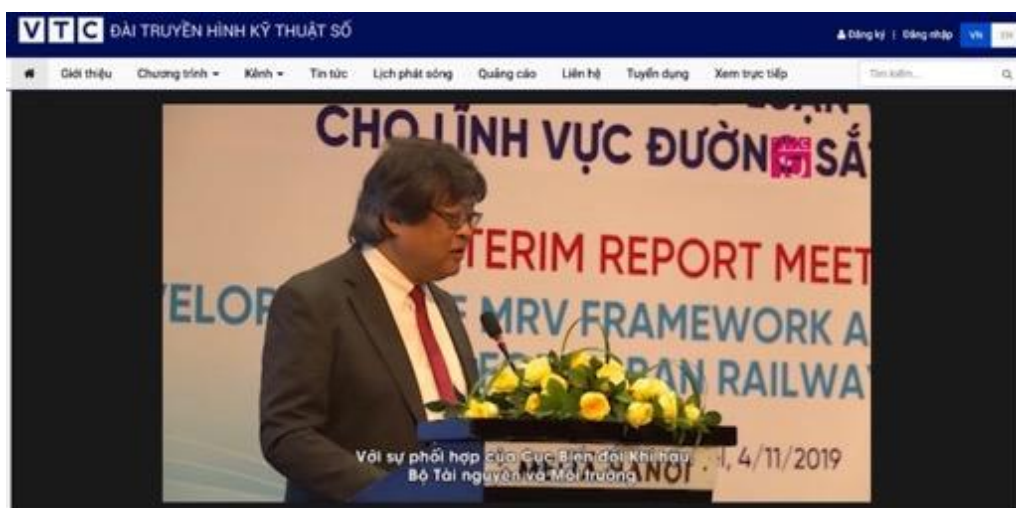 VTC ĐÀI TRUYỀN HÌNH KỸ THUẬT SỐ
Đăng ký | Đăng nhập VN EN
Giới thiệu Chương trình Kênh Tin tức Lịch phát sóng Quảng cáo Liên hệ Tuyển dụng Xem trực tiếp Tìm kiếm...
CHO LĨNH VỰC ĐƯỜNG SẮ
TERIM REPORT MEET
VELOP MRV FRAMEWORK A
RAILWA
4/11/2019
HANOI
Với sự phối hợp của Cục Biến đổi Khí hậu,
Bộ Tài nguyên và Môi trường